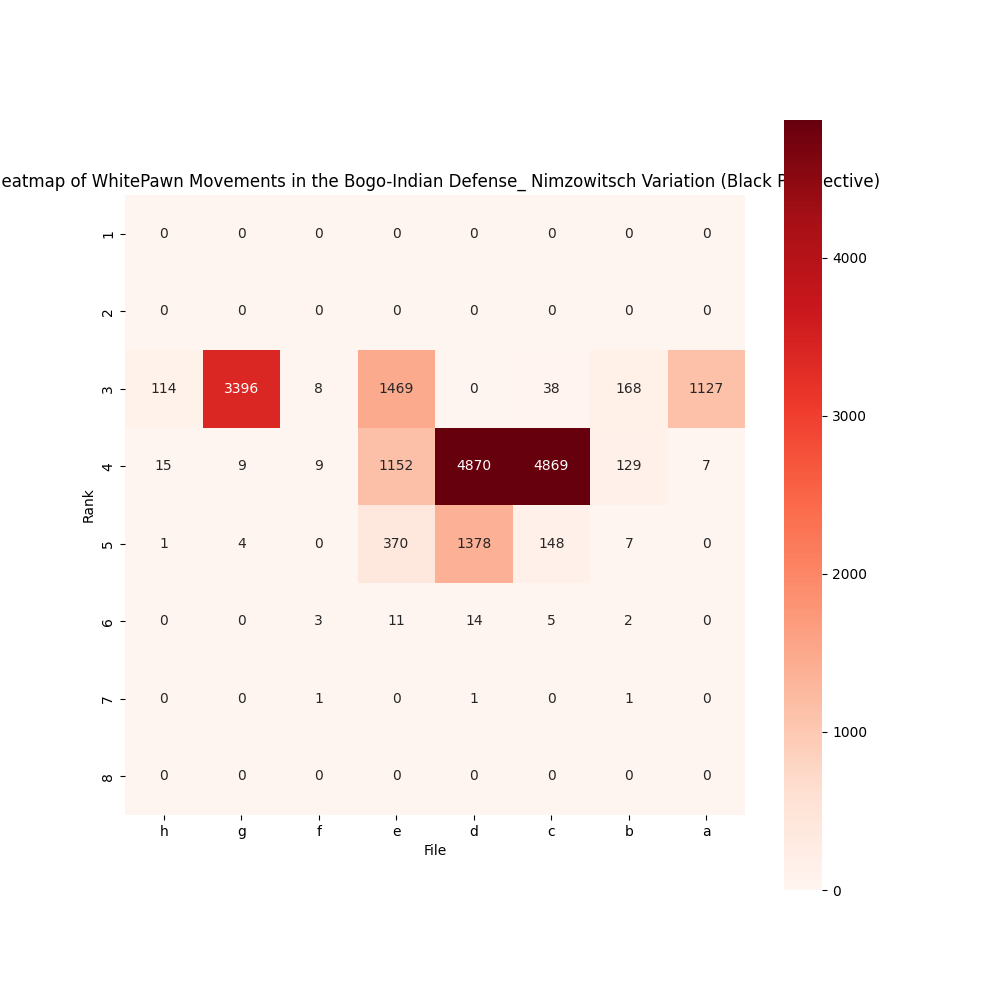 eatmap of WhitePawn Movements in the Bogo-Indian Defense_ Nimzowitsch Variation (Black P ective)
1 0 0 0 0 0 0 0 0
2 0 0 0 0 0 0 0 0
3 114 3396 8 1469 0 38 168 1127
4 15 9 9 1152 4870 4869 129 7
Rank
5 1 4 0 370 1378 148 7 0
6 0 0 3 11 14 5 2 0
7 0 0 1 0 1 0 1 0
8 0 0 0 0 0 0 0 0
h g f e d c b a
File
4000
3000
2000
1000
0